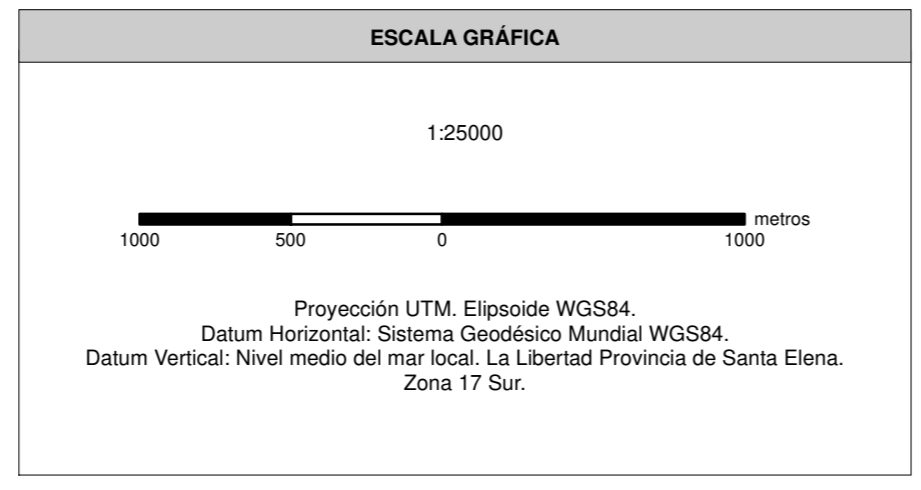 ESCALA GRÁFICA
1:25000
metros
1000 500 0 1000
Proyección UTM. Elipsoide WGS84.
Datum Horizontal: Sistema Geodésico Mundial WGS84.
Datum Vertical: Nivel medio del mar local. La Libertad Provincia de Santa Elena.
Zona 17 Sur.